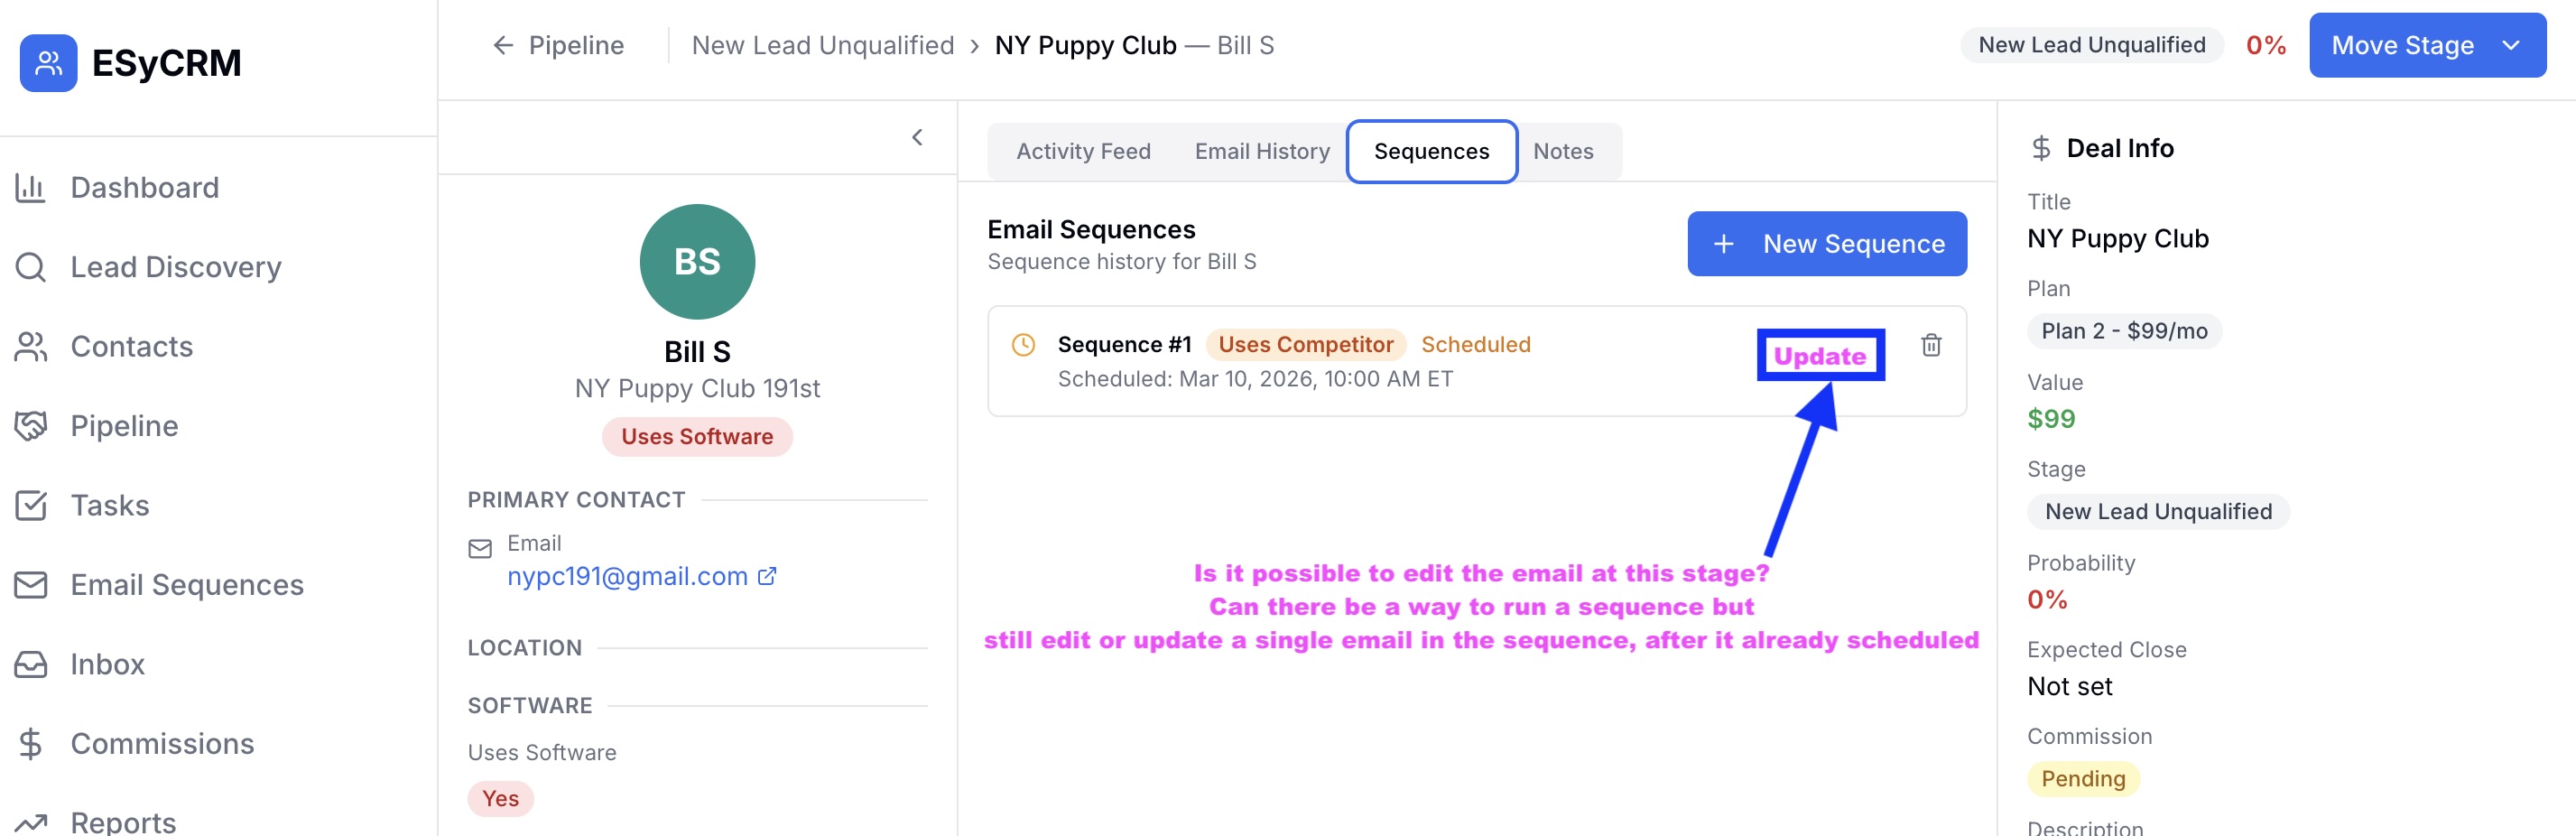 ESyCRM
Dashboard
Lead Discovery
Contacts
Pipeline
Tasks
Email Sequences
Inbox
Commissions
Reports
Pipeline
New Lead Unqualified › NY Puppy Club — Bill S
New Lead Unqualified
0%
Move Stage
BS
Bill S
NY Puppy Club 191st
Uses Software
PRIMARY CONTACT
Email
nypc191@gmail.com
LOCATION
SOFTWARE
Uses Software
Yes
Activity Feed
Email History
Sequences
Notes
Email Sequences
Sequence history for Bill S
+ New Sequence
Sequence #1 Uses Competitor Scheduled
Scheduled: Mar 10, 2026, 10:00 AM ET
Update
Is it possible to edit the email at this stage?
Can there be a way to run a sequence but
still edit or update a single email in the sequence, after it already scheduled
Deal Info
Title
NY Puppy Club
Plan
Plan 2 - $99/mo
Value
$99
Stage
New Lead Unqualified
Probability
0%
Expected Close
Not set
Commission
Pending
Description